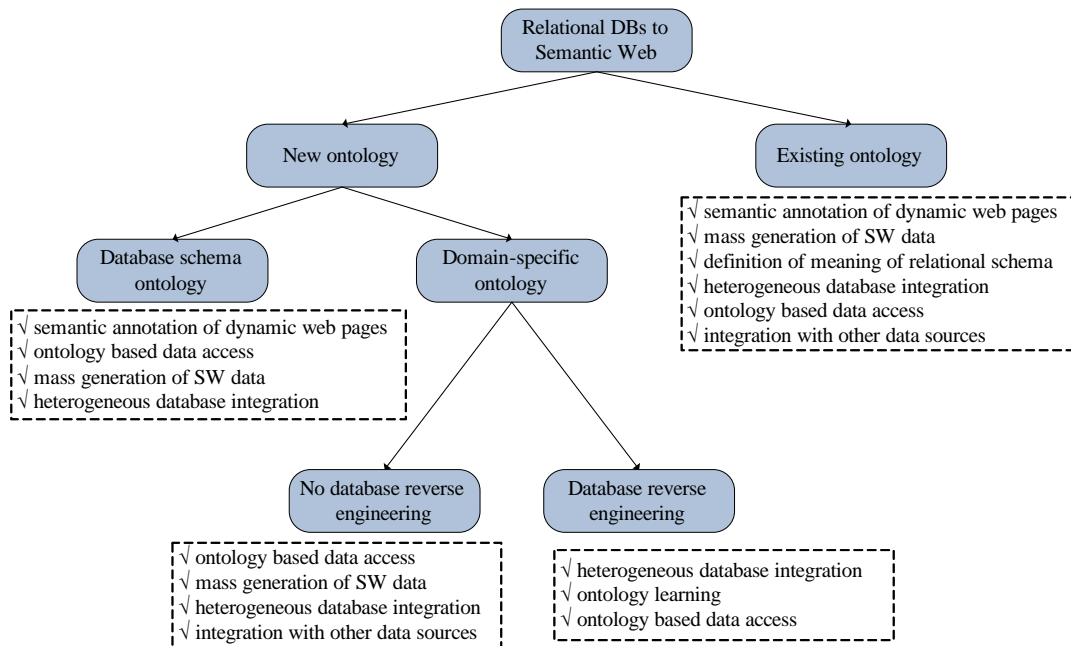 Relational DBs to
Semantic Web
New ontology
Existing ontology
√ semantic annotation of dynamic web pages
√ mass generation of SW data
√ definition of meaning of relational schema
√ heterogeneous database integration
√ ontology based data access
√ integration with other data sources
Database schema
ontology
Domain-specific
ontology
√ semantic annotation of dynamic web pages
√ ontology based data access
√ mass generation of SW data
√ heterogeneous database integration
No database reverse
engineering
Database reverse
engineering
√ ontology based data access
√ mass generation of SW data
√ heterogeneous database integration
√ integration with other data sources
√ heterogeneous database integration
√ ontology learning
√ ontology based data access